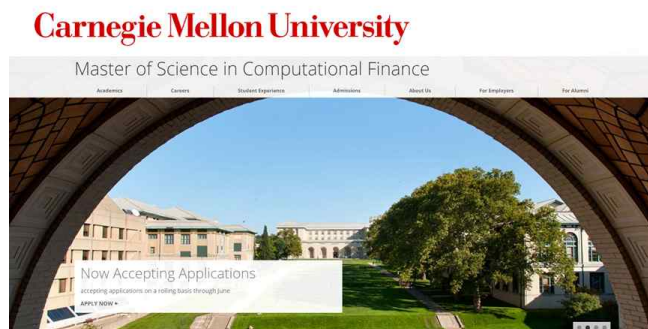 Carnegie Mellon University
Master of Science in Computational Finance
Academics Careers Student Experience Admissions About Us For Employers For Alumni
Now Accepting Applications
accepting applications on a rolling basis through June
APPLY NOW